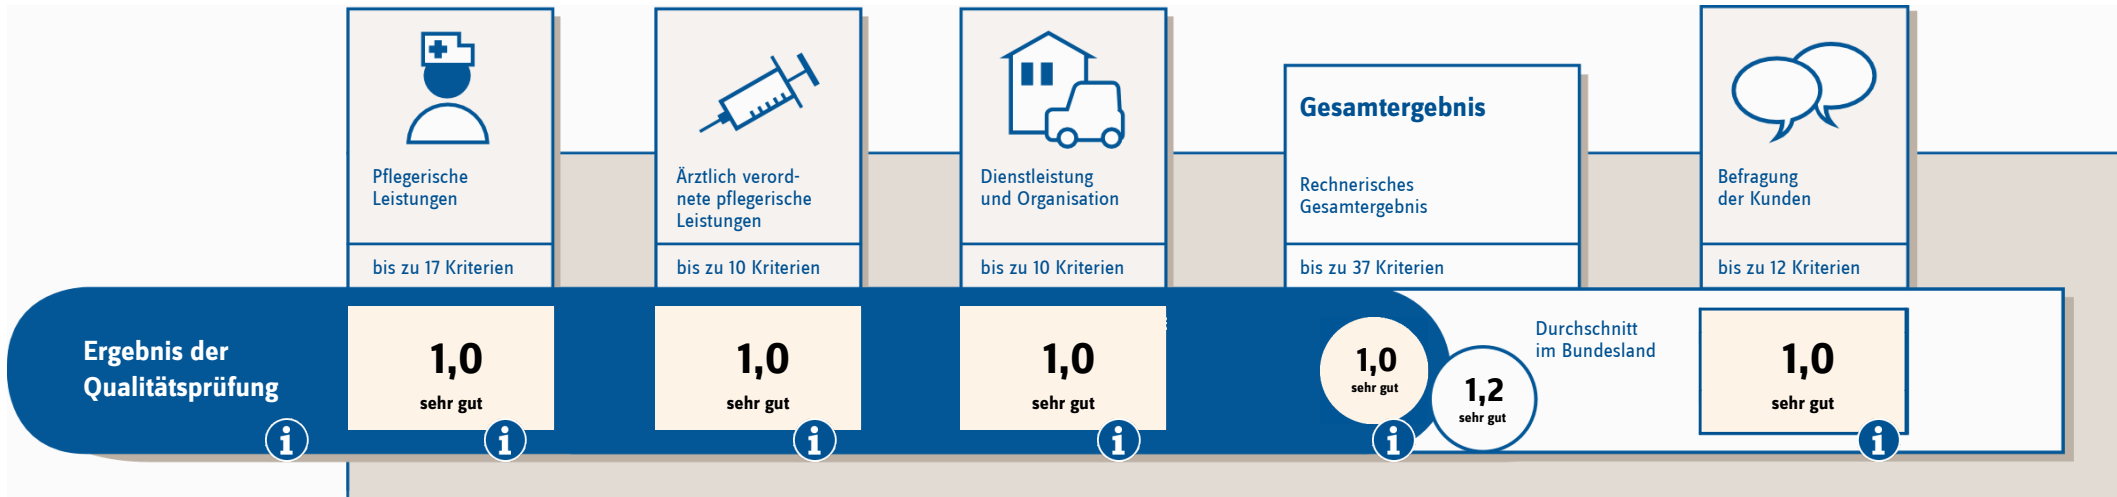 Pflegerische
Leistungen
bis zu 17 Kriterien
Ärztlich verord-
nete pflegerische
Leistungen
bis zu 10 Kriterien
Dienstleistung
und Organisation
bis zu 10 Kriterien
Gesamtergebnis
Rechnerisches
Gesamtergebnis
bis zu 37 Kriterien
Befragung
der Kunden
bis zu 12 Kriterien
Ergebnis der
Qualitätsprüfung
i
1,0
sehr gut
i
1,0
sehr gut
i
1,0
sehr gut
i
1,0
sehr gut
i
1,2
sehr gut
Durchschnitt
im Bundesland
1,0
sehr gut
i